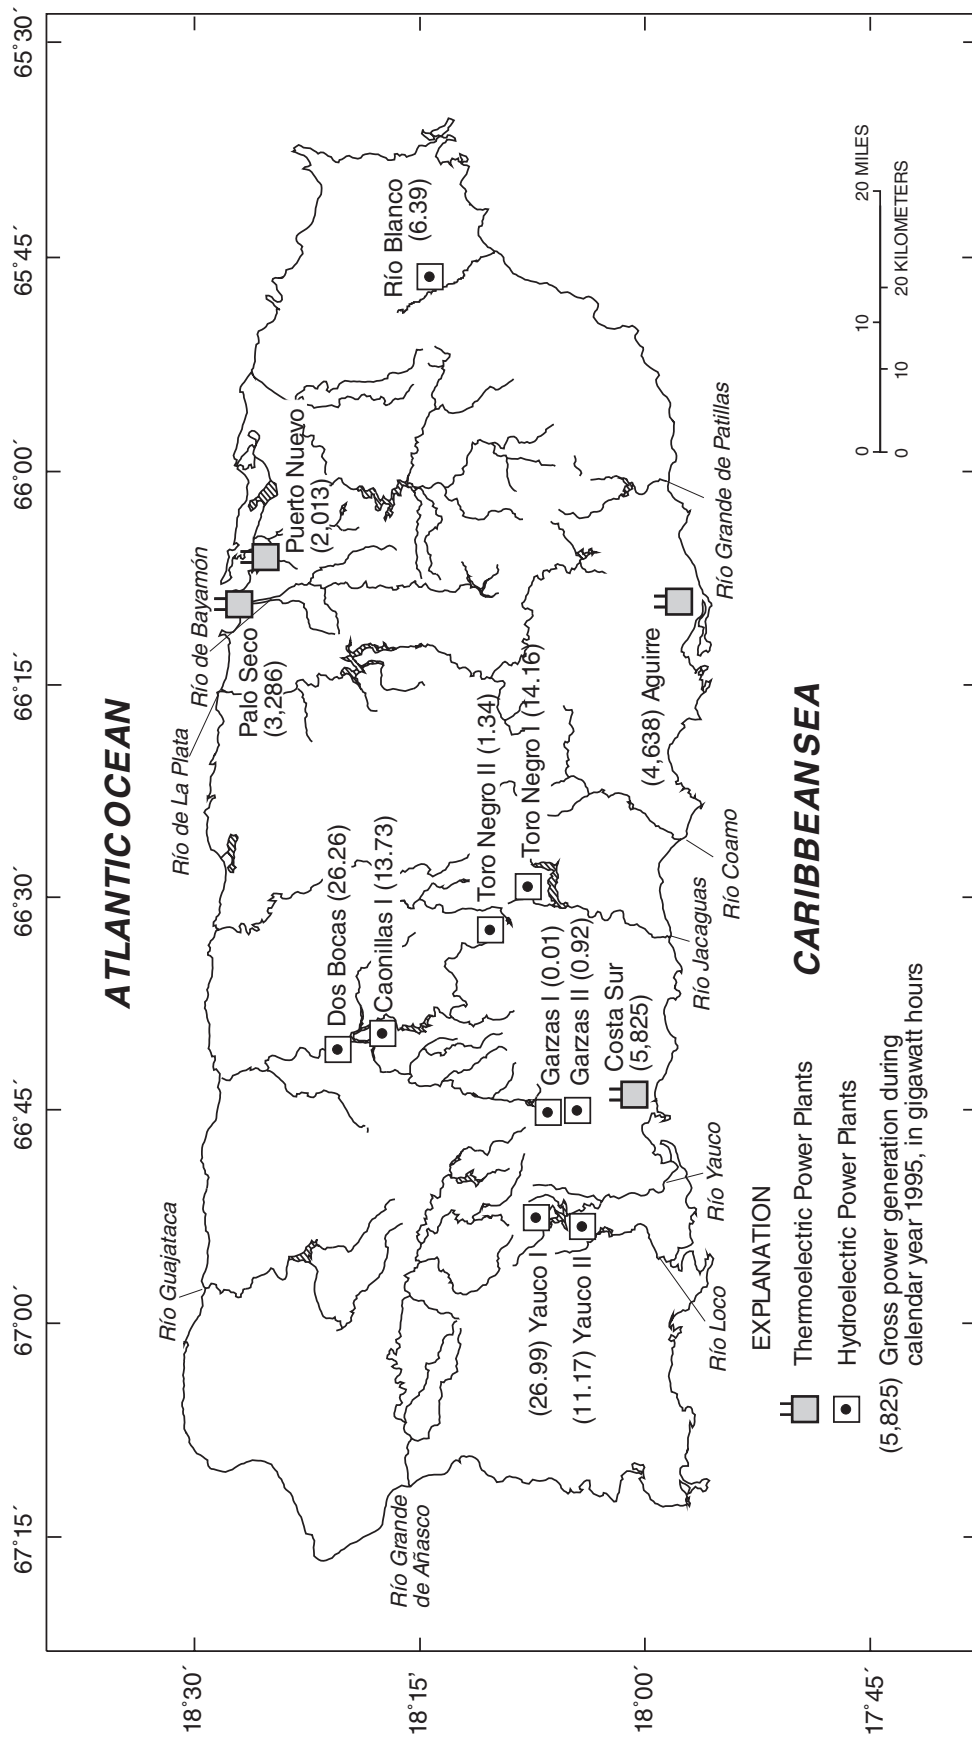 67°15´
67°00´
66°45´
66°30´
66°15´
66°00´
65°45´
65°30´
18°30´
18°15´
18°00´
17°45´
ATLANTIC OCEAN
Río Guajataca
Río de La Plata
Río de Bayamón
Palo Seco
(3,286)
Puerto Nuevo
(2,013)
Dos Bocas (26.26)
Caonillas I (13.73)
Río Blanco
(6.39)
Río Grande
de Añasco
Toro Negro II (1.34)
Toro Negro I (14.16)
(26.99) Yauco I
(11.17) Yauco II
Garzas I (0.01)
Garzas II (0.92)
Costa Sur
(5,825)
(4,638) Aguirre
Río Loco
Río Yauco
Río Jacaguas
Río Coamo
Río Grande de Patillas
CARIBBEAN SEA
EXPLANATION
Thermoelectric Power Plants
Hydroelectric Power Plants
(5,825) Gross power generation during
calendar year 1995, in gigawatt hours
0 10 20 MILES
0 10 20 KILOMETERS